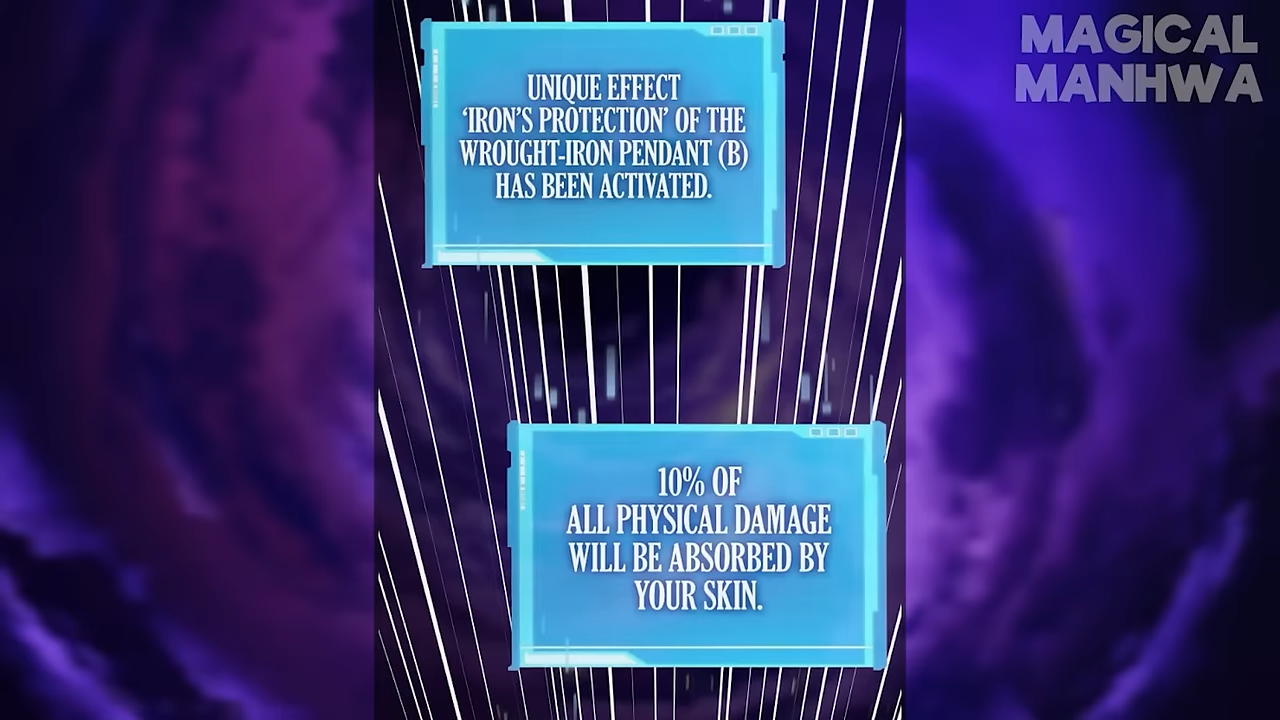 MAGICAL
MANHWA
UNIQUE EFFECT
‘IRON’S PROTECTION’ OF THE
WROUGHT-IRON PENDANT (B)
HAS BEEN ACTIVATED.
10% OF
ALL PHYSICAL DAMAGE
WILL BE ABSORBED BY
YOUR SKIN.